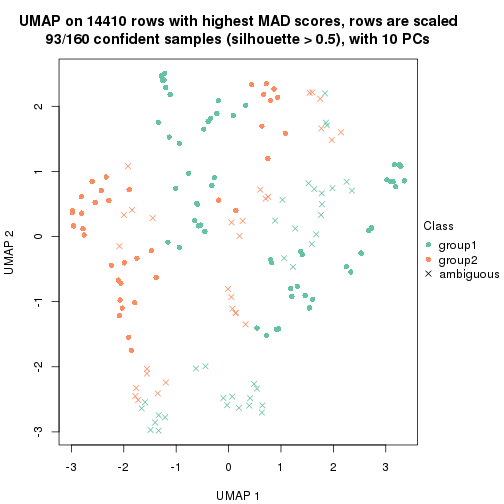 UMAP on 14410 rows with highest MAD scores, rows are scaled
93/160 confident samples (silhouette > 0.5), with 10 PCs
UMAP 2
2
1
0
-1
-2
-3
-3
-2
-1
0
1
2
3
UMAP 1
Class
group1
group2
ambiguous